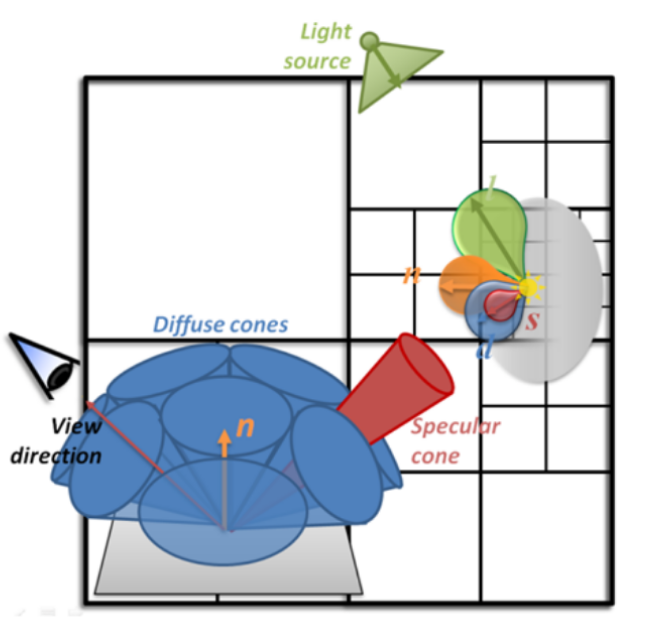 Light
source
l
n
Diffuse cones
s
d
View
direction
n
Specular
cone